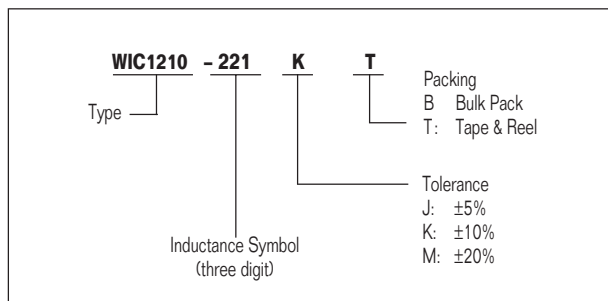 WIC1210 - 221 K T
Type
Packing
B Bulk Pack
T: Tape & Reel
Inductance Symbol
(three digit)
Tolerance
J: ±5%
K: ±10%
M: ±20%